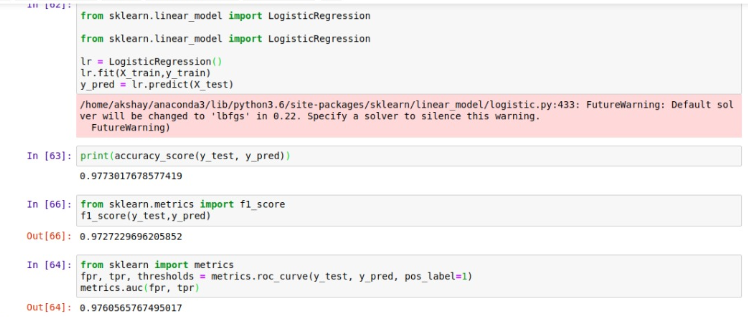 In [62]:
from sklearn.linear_model import LogisticRegression
from sklearn.linear_model import LogisticRegression
lr = LogisticRegression()
lr.fit(X_train,y_train)
y_pred = lr.predict(X_test)
/home/akshay/anaconda3/lib/python3.6/site-packages/sklearn/linear_model/logistic.py:433: FutureWarning: Default sol
ver will be changed to 'lbfgs' in 0.22. Specify a solver to silence this warning.
FutureWarning)
In [63]: print(accuracy_score(y_test, y_pred))
0.9773017678577419
In [66]: from sklearn.metrics import f1_score
f1_score(y_test,y_pred)
Out[66]: 0.9727229696205852
In [64]: from sklearn import metrics
fpr, tpr, thresholds = metrics.roc_curve(y_test, y_pred, pos_label=1)
metrics.auc(fpr, tpr)
Out[64]: 0.9760565767495017